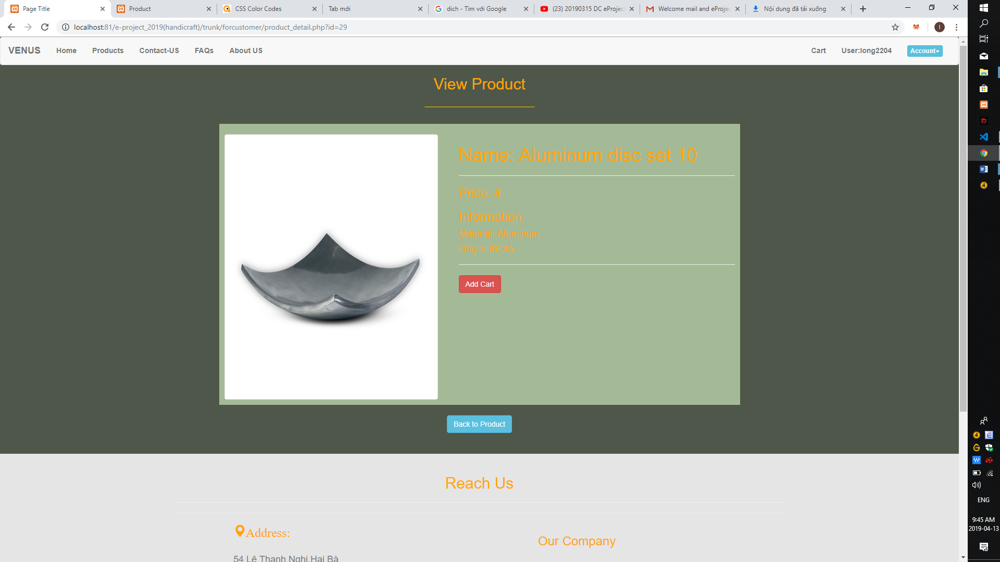 Page Title
Product
CSS Color Codes
Tab mới
dich - Tìm với Google
(23) 20190315 DC eProject
Welcome mail and eProje
Nội dung đã tải xuống
localhost:81/e-project_2019(handicraft)/trunk/forcustomer/product_detail.php?id=29
VENUS Home Products Contact-US FAQs About US Cart User:long2204 Account
View Product
Name: Aluminum disc set 10
Price: 4
Information:
Material: Aluminum
Origin: INDIA
Add Cart
Back to Product
Reach Us
Address:
Our Company
54 Lê Thanh Nghị,Hai Bà
ENG
9:45 AM
2019-04-13